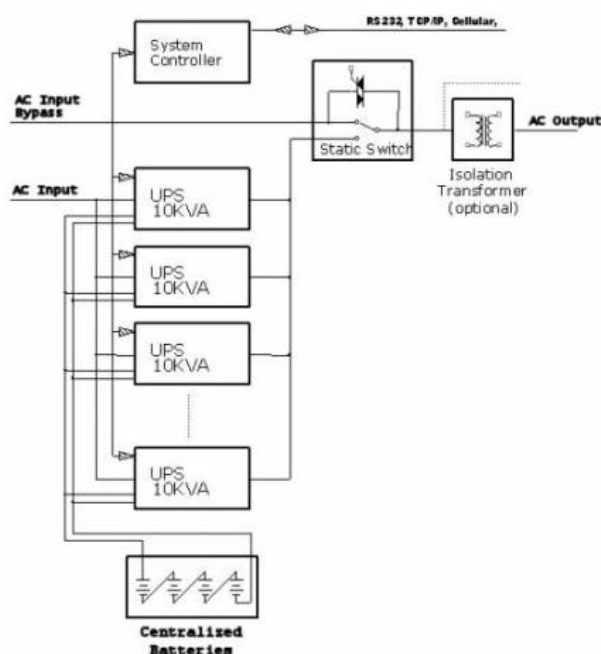 RS232, TCP/IP, Cellular,
System
Controller
AC Input
Bypass
Static Switch
AC Output
Isolation
Transformer
(optional)
AC Input
UPS
10KVA
UPS
10KVA
UPS
10KVA
UPS
10KVA
Centralized
Batteries